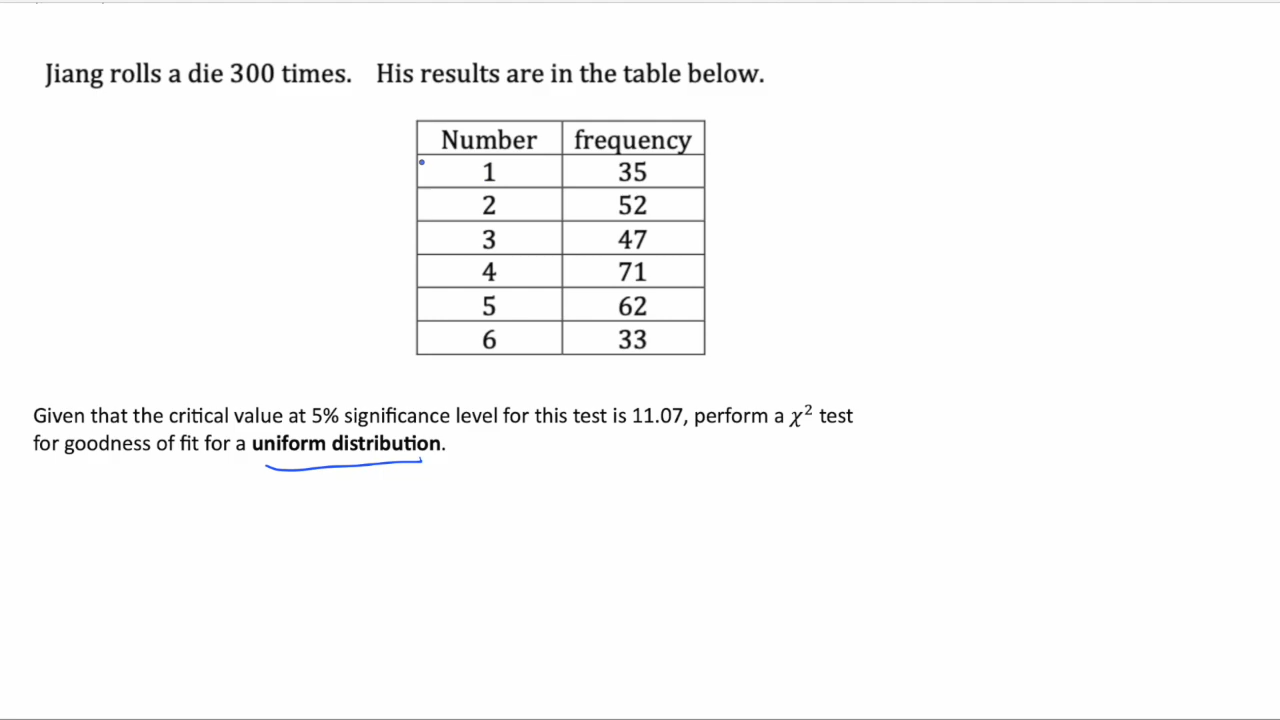 Jiang rolls a die 300 times. His results are in the table below.
Number frequency
1 35
2 52
3 47
4 71
5 62
6 33
Given that the critical value at 5% significance level for this test is 11.07, perform a χ² test
for goodness of fit for a uniform distribution.